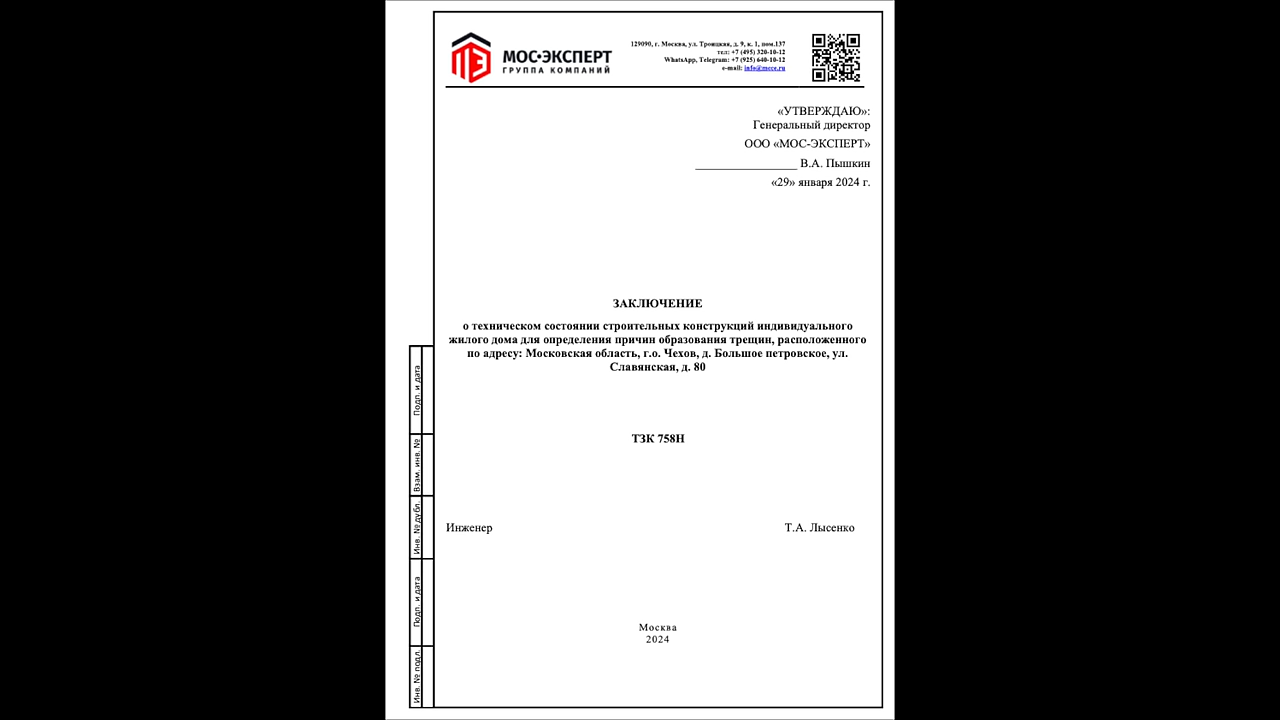 МОС•ЭКСПЕРТ
ГРУППА КОМПАНИЙ
129090, г. Москва, ул. Троицкая, д. 9, к. 1, пом.137
тел: +7 (495) 320-10-12
WhatsApp, Telegram: +7 (925) 640-10-12
e-mail: info@mcce.ru
«УТВЕРЖДАЮ»:
Генеральный директор
ООО «МОС-ЭКСПЕРТ»
_________________ В.А. Пышкин
«29» января 2024 г.
ЗАКЛЮЧЕНИЕ
о техническом состоянии строительных конструкций индивидуального
жилого дома для определения причин образования трещин, расположенного
по адресу: Московская область, г.о. Чехов, д. Большое петровское, ул.
Славянская, д. 80
ТЗК 758Н
Инженер Т.А. Лысенко
Москва
2024
Подп. и дата
Взам. инв. №
Инв. № дубл.
Подп. и дата
Инв. № подл.